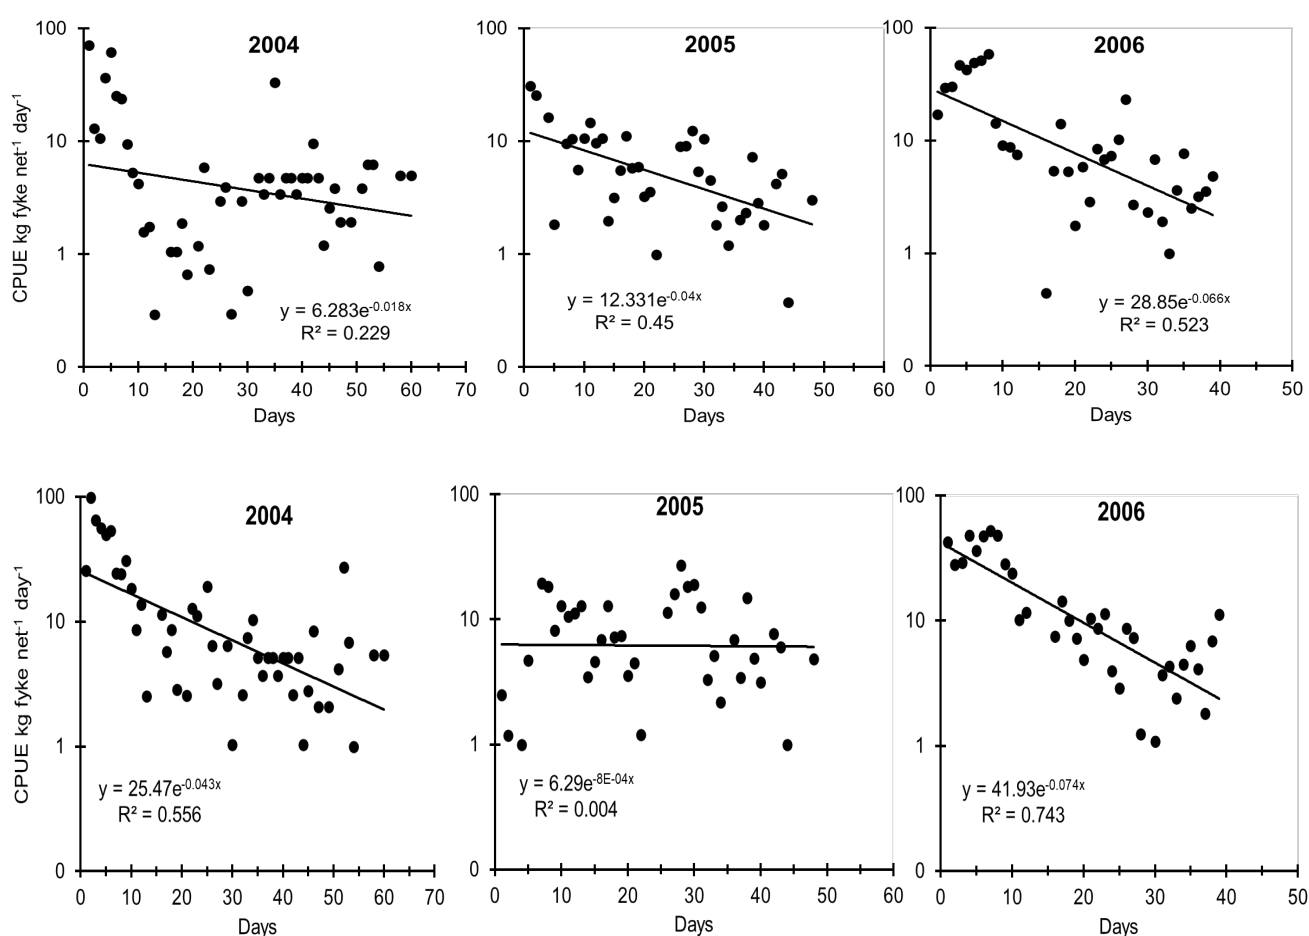 2004
2005
2006
CPUE kg fyke net⁻¹ day⁻¹
100
10
1
0
100
10
1
0
100
10
1
0
y = 6.283e⁻⁰·⁰¹⁸ˣ
R² = 0.229
y = 12.331e⁻⁰·⁰⁴ˣ
R² = 0.45
y = 28.85e⁻⁰·⁰⁶⁶ˣ
R² = 0.523
0 10 20 30 40 50 60 70
0 10 20 30 40 50 60
0 10 20 30 40 50
Days
Days
Days
2004
2005
2006
CPUE kg fyke net⁻¹ day⁻¹
100
10
1
0
100
10
1
0
100
10
1
0
y = 25.47e⁻⁰·⁰⁴³ˣ
R² = 0.556
y = 6.29e⁻⁸ᴱ⁻⁰⁴ˣ
R² = 0.004
y = 41.93e⁻⁰·⁰⁷⁴ˣ
R² = 0.743
0 10 20 30 40 50 60 70
0 10 20 30 40 50 60
0 10 20 30 40 50
Days
Days
Days